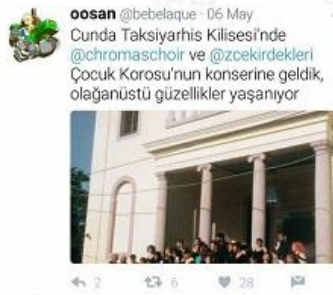 oosan @bebelaque · 06 May
Cunda Taksiyarhis Kilisesi'nde
@chromaschoir ve @zcekirdekleri
Çocuk Korosu'nun konserine geldik,
olağanüstü güzellikler yaşanıyor
2 6 28